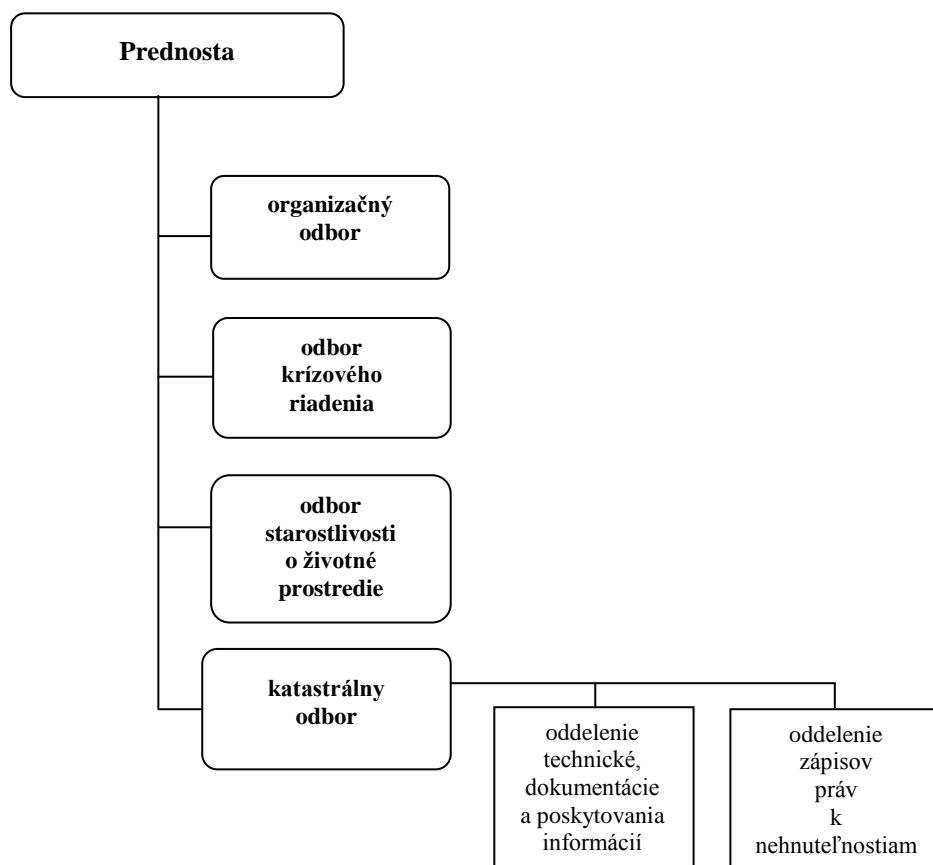 Prednosta
organizačný
odbor
odbor
krízového
riadenia
odbor
starostlivosti
o životné
prostredie
katastrálny
odbor
oddelenie
technické,
dokumentácie
a poskytovania
informácií
oddelenie
zápisov
práv
k
nehnuteľnostiam